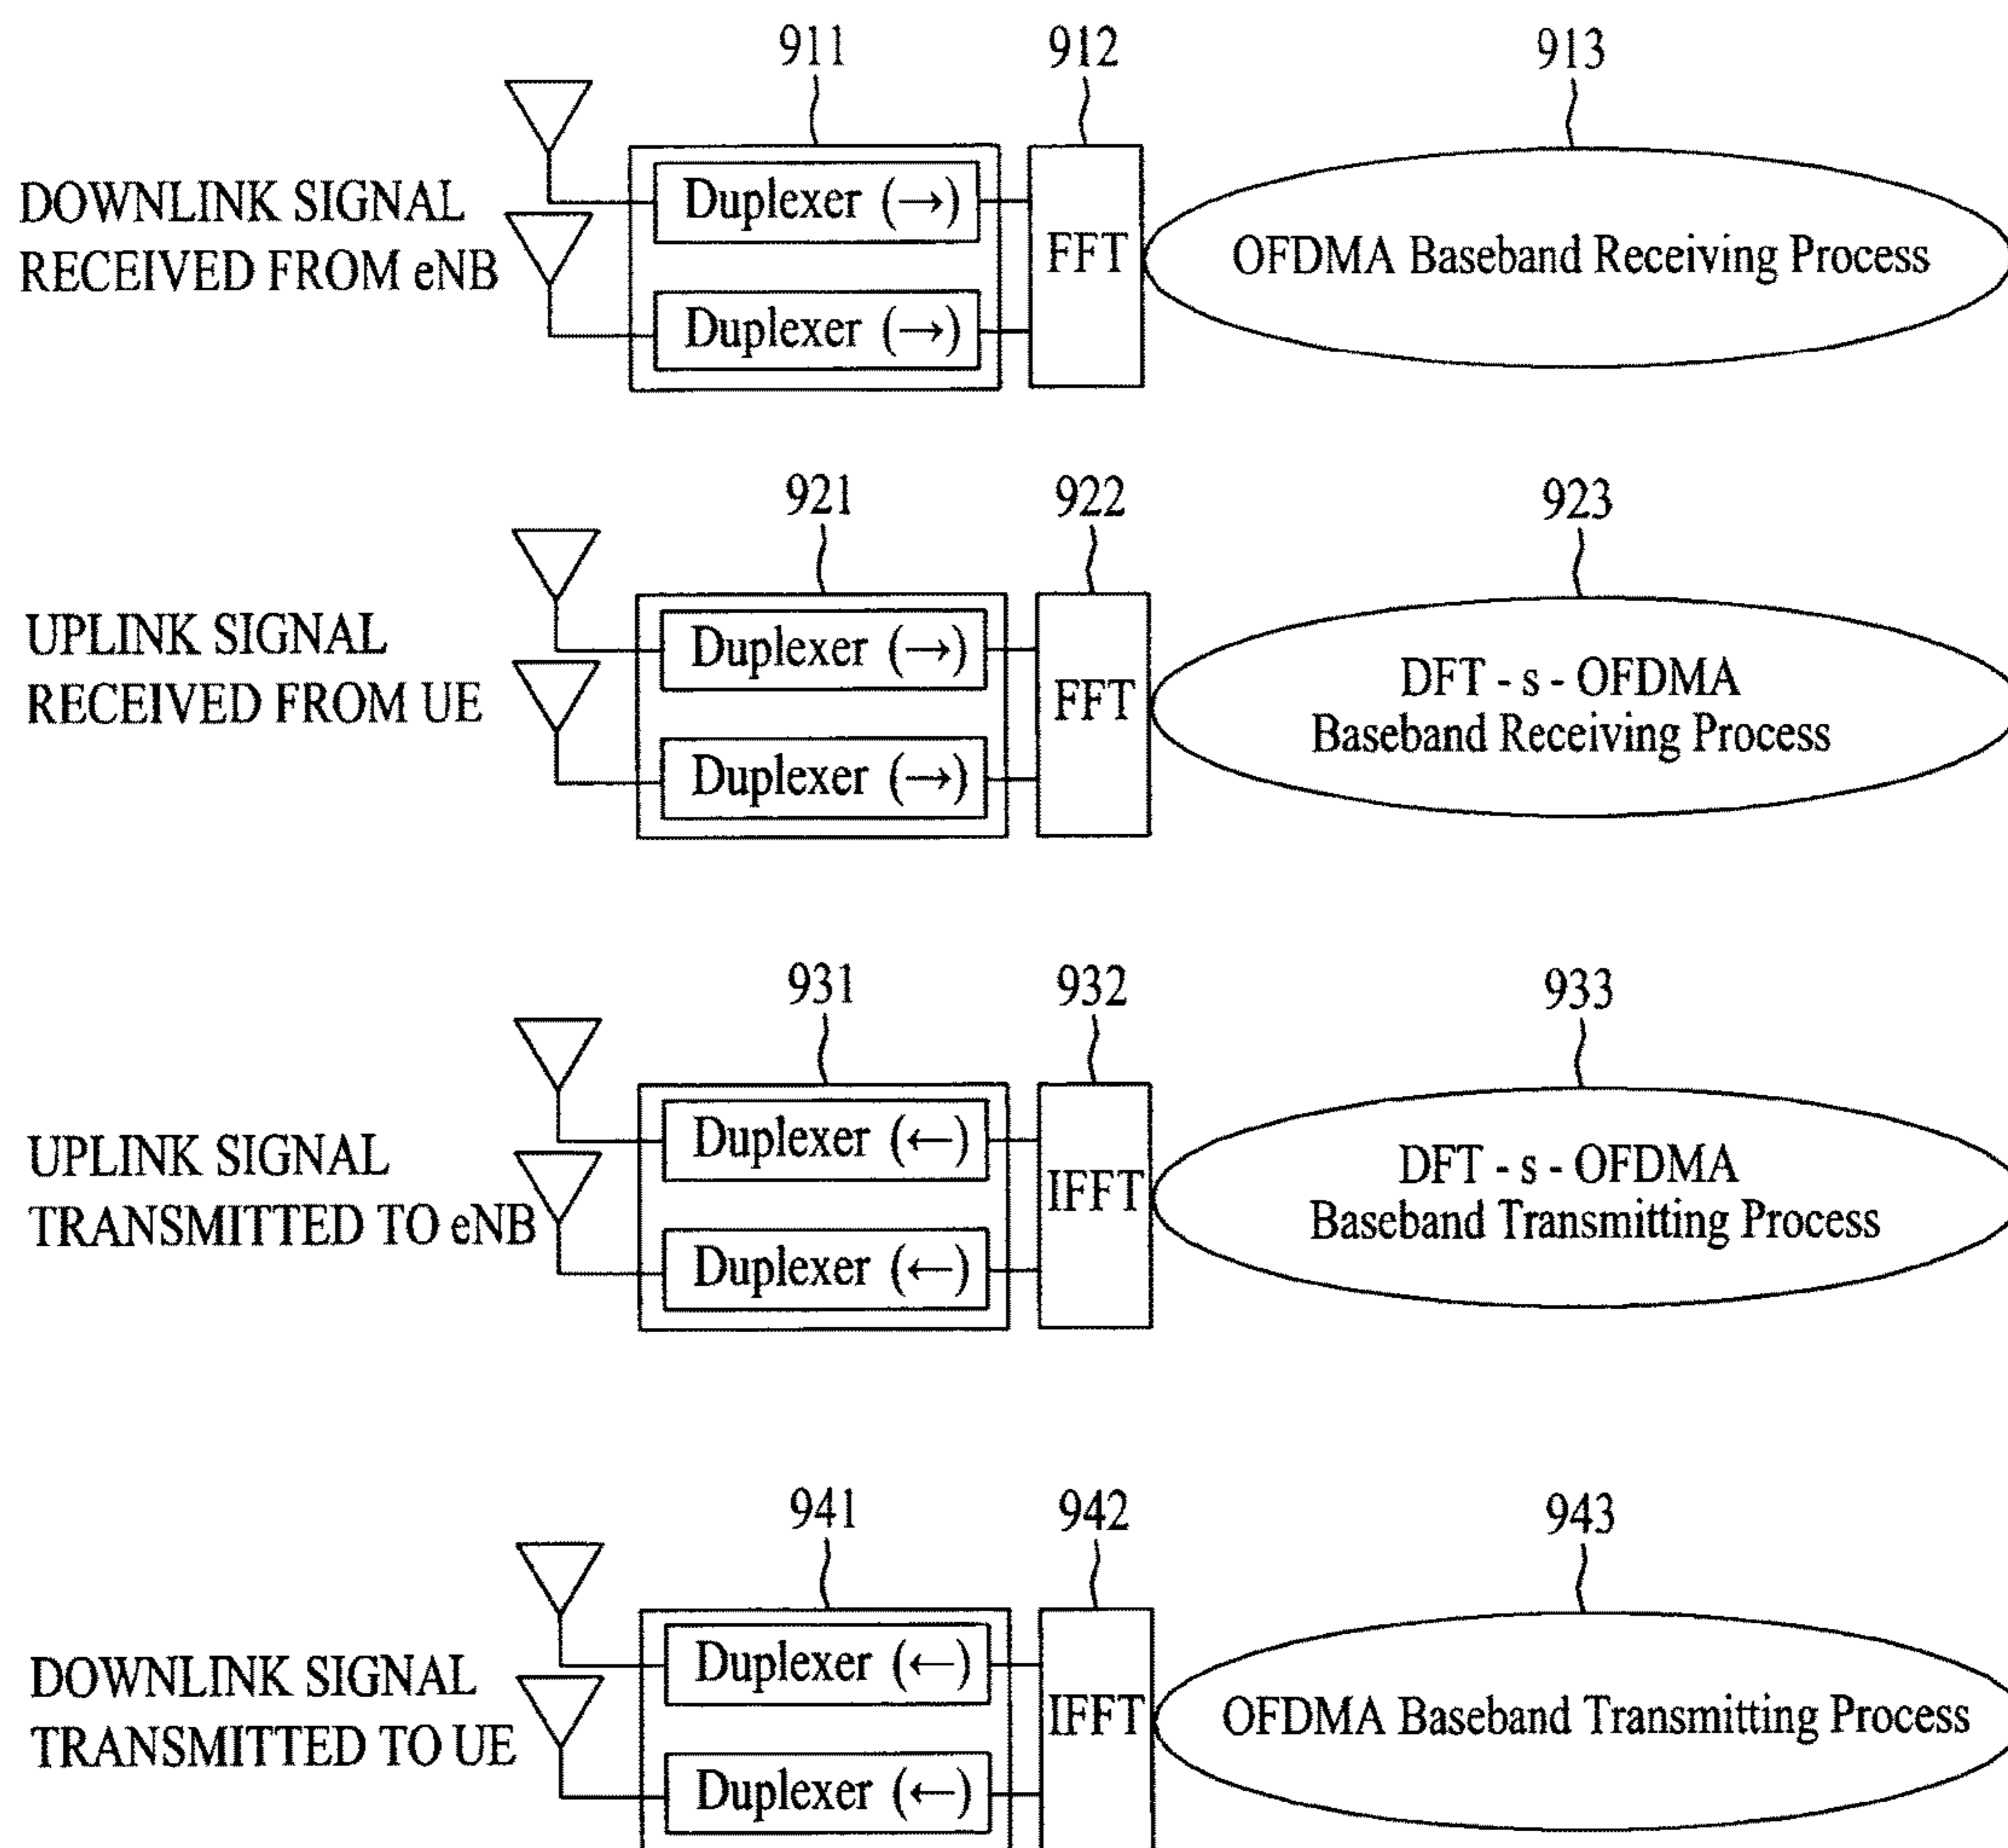 911 912 913
DOWNLINK SIGNAL
RECEIVED FROM eNB
Duplexer (→)
Duplexer (→)
FFT
OFDMA Baseband Receiving Process
921 922 923
UPLINK SIGNAL
RECEIVED FROM UE
Duplexer (→)
Duplexer (→)
FFT
DFT - s - OFDMA
Baseband Receiving Process
931 932 933
UPLINK SIGNAL
TRANSMITTED TO eNB
Duplexer (←)
Duplexer (←)
IFFT
DFT - s - OFDMA
Baseband Transmitting Process
941 942 943
DOWNLINK SIGNAL
TRANSMITTED TO UE
Duplexer (←)
Duplexer (←)
IFFT
OFDMA Baseband Transmitting Process